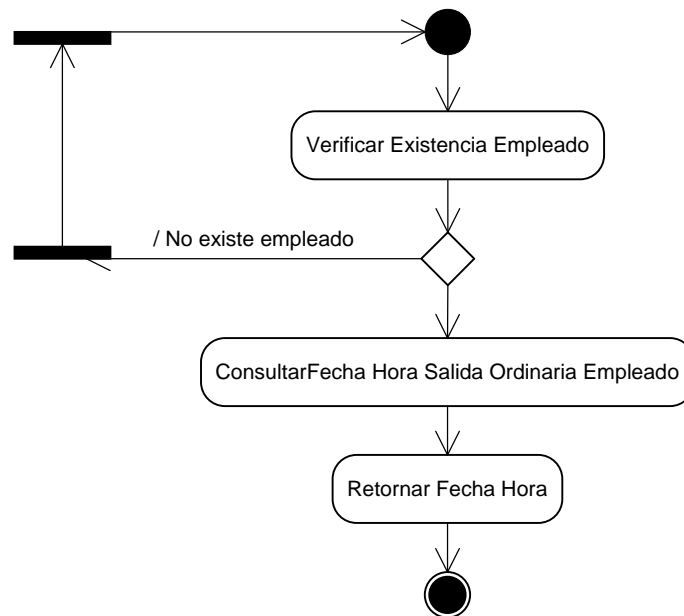 Verificar Existencia Empleado
/ No existe empleado
ConsultarFecha Hora Salida Ordinaria Empleado
Retornar Fecha Hora